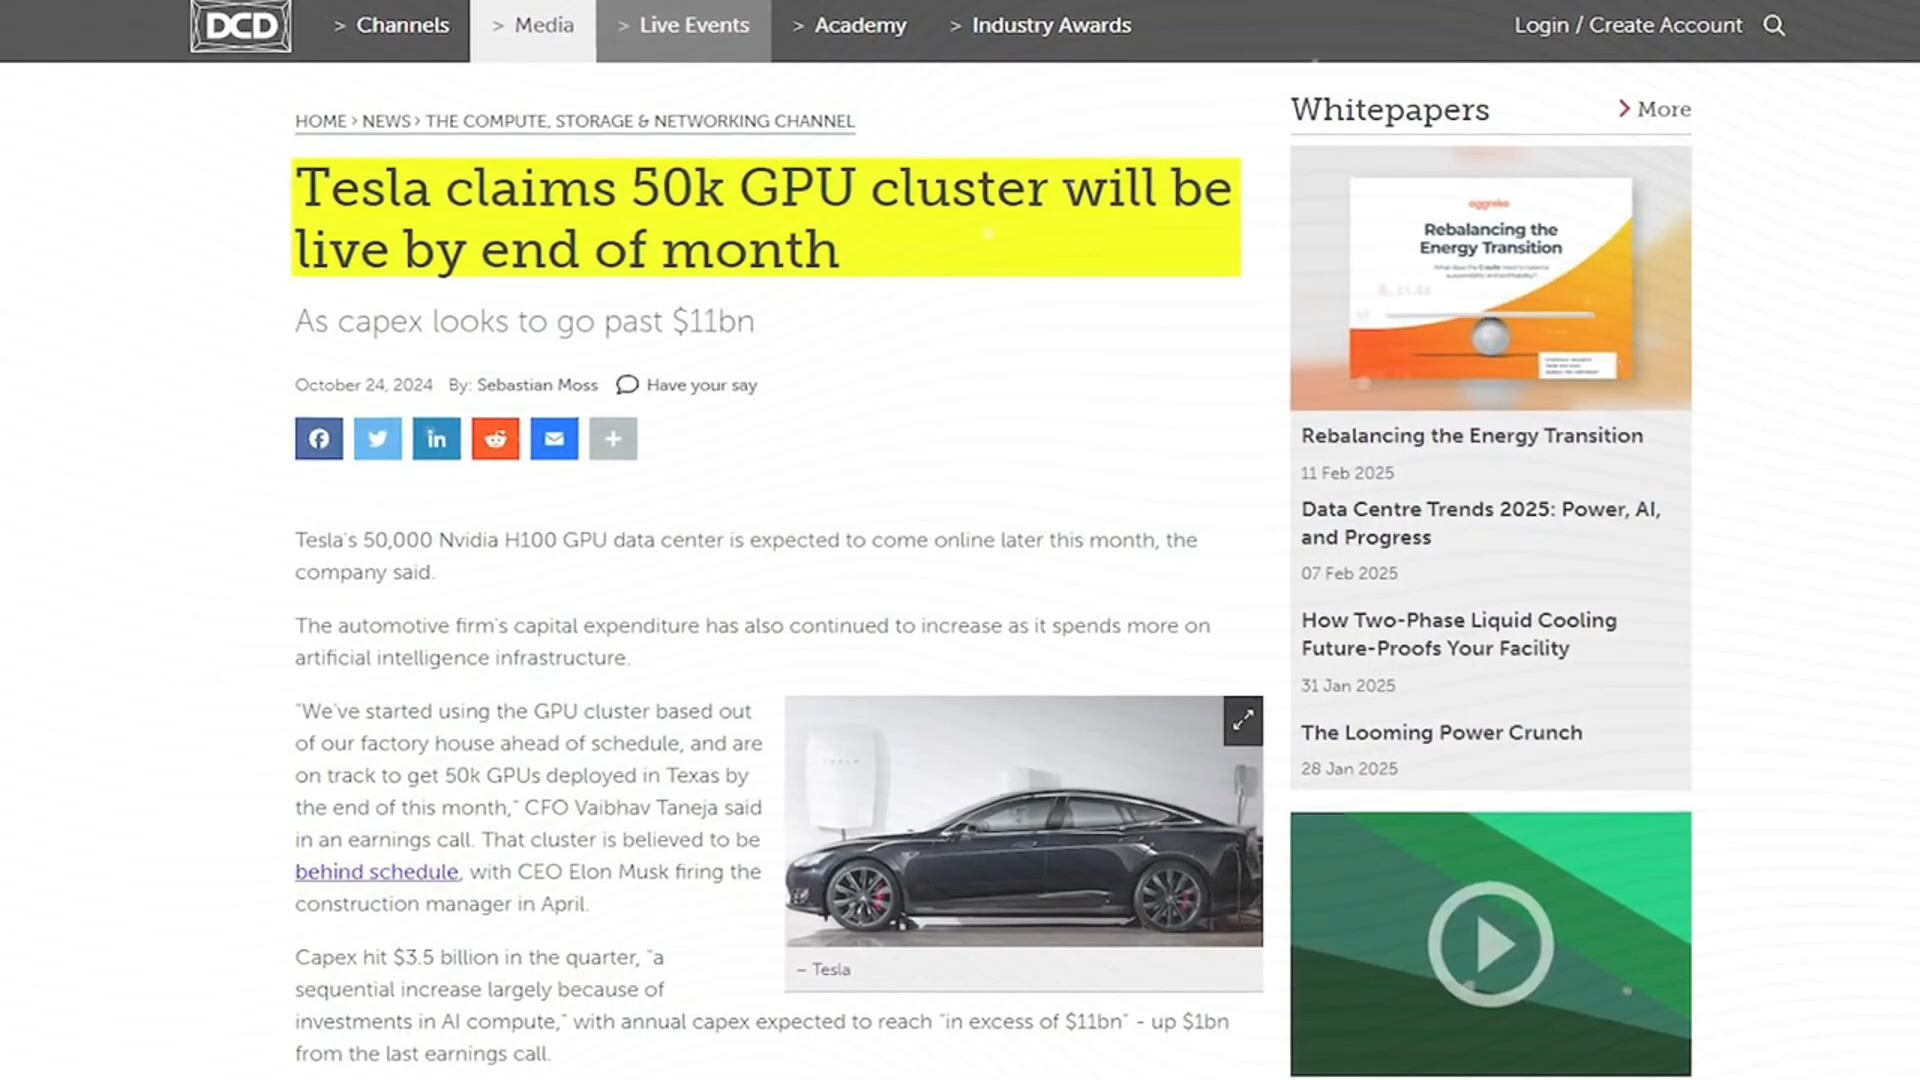 DCD
> Channels
> Media
> Live Events
> Academy
> Industry Awards
Login / Create Account
HOME > NEWS > THE COMPUTE, STORAGE & NETWORKING CHANNEL
Tesla claims 50k GPU cluster will be
live by end of month
As capex looks to go past $11bn
October 24, 2024 By: Sebastian Moss Have your say
Tesla's 50,000 Nvidia H100 GPU data center is expected to come online later this month, the
company said.
The automotive firm's capital expenditure has also continued to increase as it spends more on
artificial intelligence infrastructure.
"We've started using the GPU cluster based out
of our factory house ahead of schedule, and are
on track to get 50k GPUs deployed in Texas by
the end of this month," CFO Vaibhav Taneja said
in an earnings call. That cluster is believed to be
behind schedule, with CEO Elon Musk firing the
construction manager in April.
Capex hit $3.5 billion in the quarter, "a
sequential increase largely because of
investments in AI compute," with annual capex expected to reach "in excess of $11bn" - up $1bn
from the last earnings call.
TESLA
– Tesla
Whitepapers
> More
aggreko
Rebalancing the
Energy Transition
Rebalancing the Energy Transition
11 Feb 2025
Data Centre Trends 2025: Power, AI,
and Progress
07 Feb 2025
How Two-Phase Liquid Cooling
Future-Proofs Your Facility
31 Jan 2025
The Looming Power Crunch
28 Jan 2025